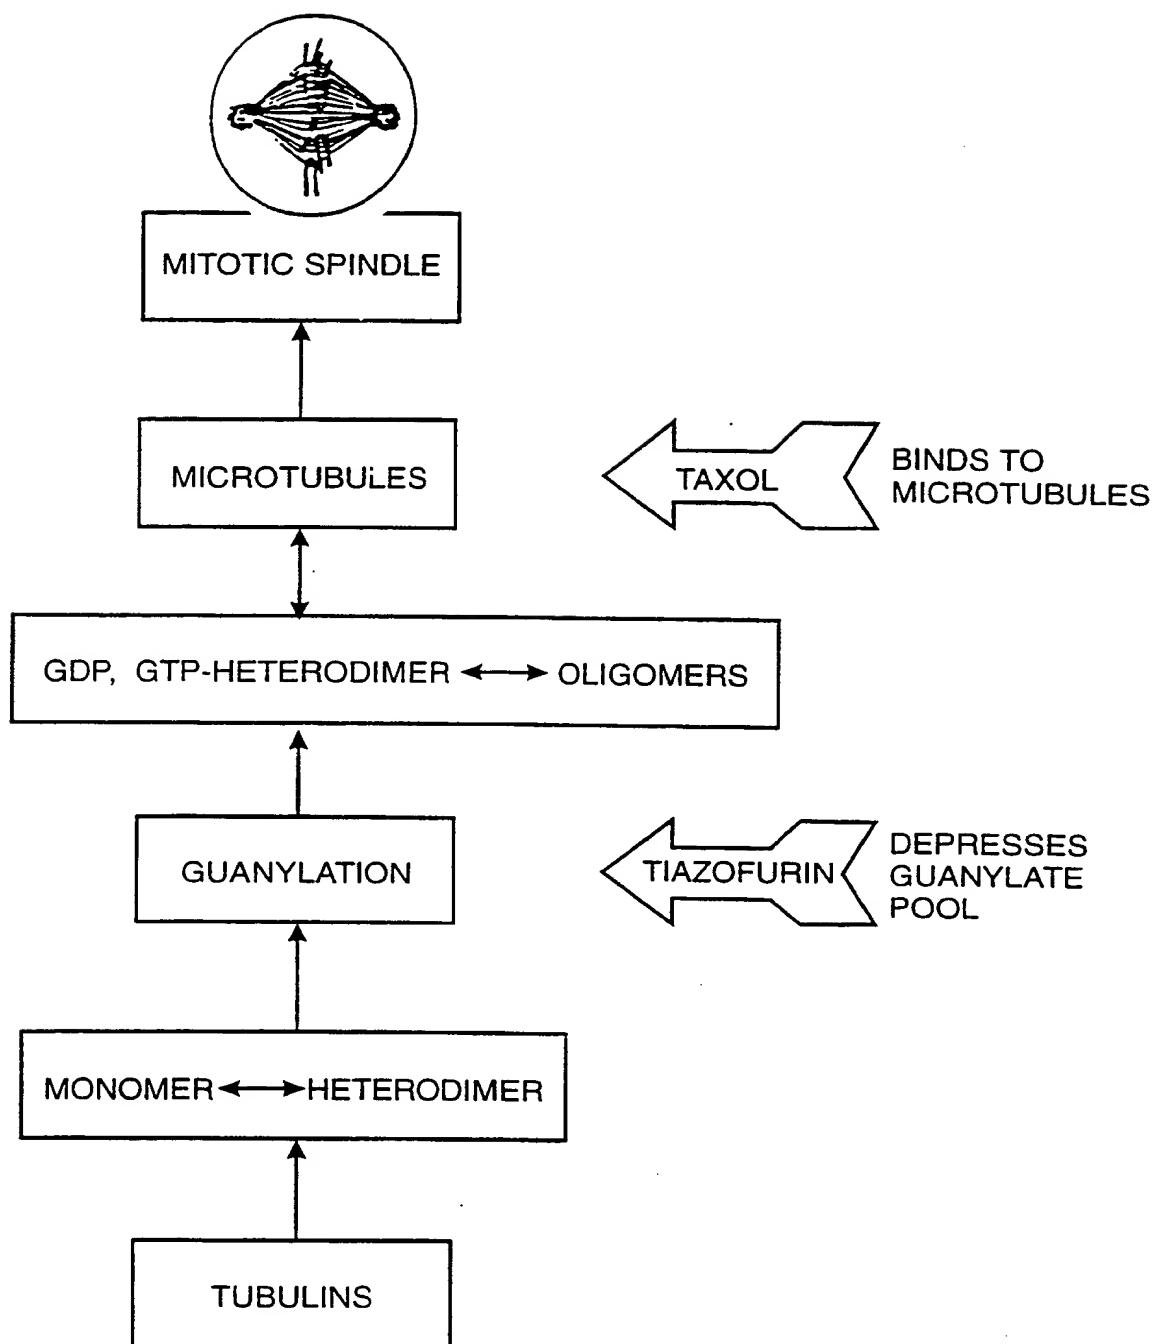 MITOTIC SPINDLE
MICROTUBULES
TAXOL
BINDS TO
MICROTUBULES
GDP, GTP-HETERODIMER OLIGOMERS
GUANYLATION
TIAZOFURIN
DEPRESSES
GUANYLATE
POOL
MONOMER HETERODIMER
TUBULINS